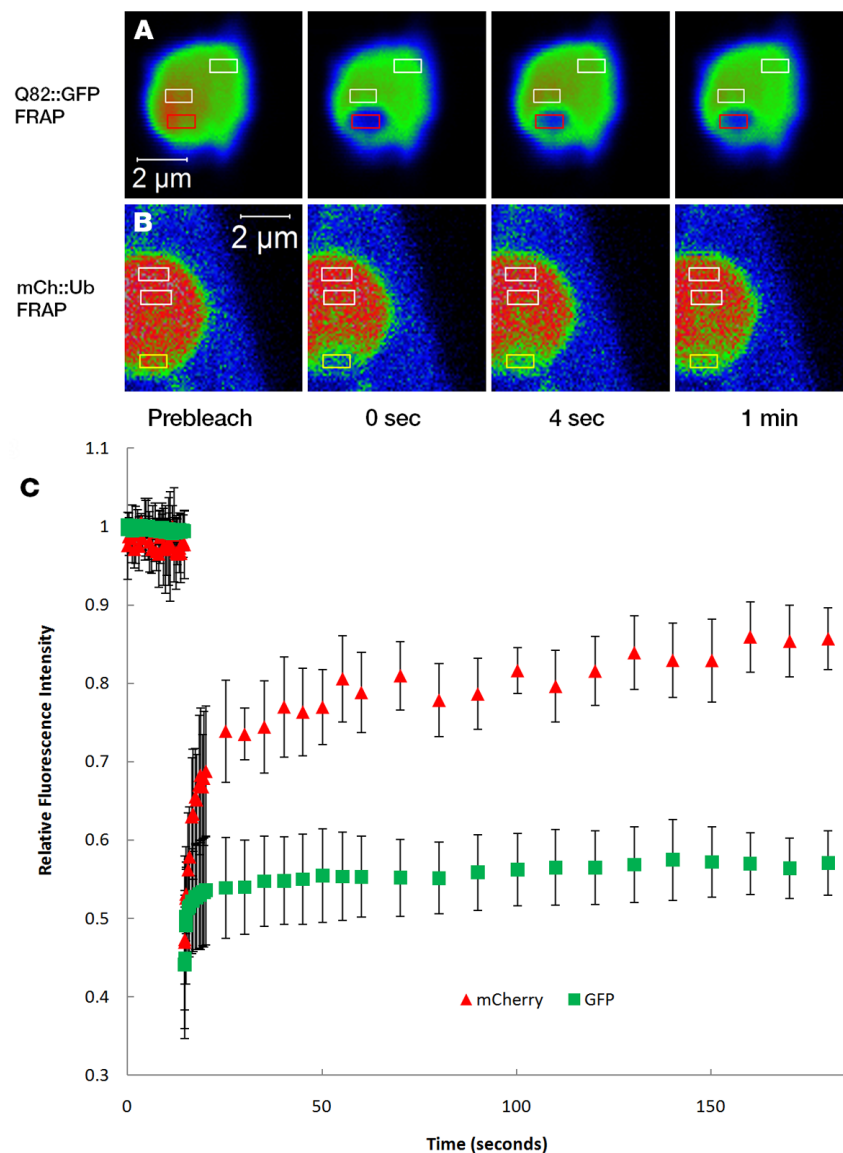 A
Q82::GFP
FRAP
2 μm
B
2 μm
mCh::Ub
FRAP
Prebleach 0 sec 4 sec 1 min
C
1.1
1
0.9
0.8
0.7
0.6
0.5
0.4
0.3
Relative Fluorescence Intensity
mCherry GFP
0 50 100 150
Time (seconds)